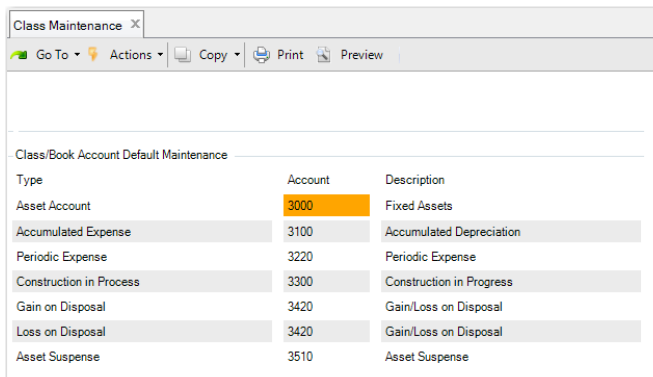 Class Maintenance X
Go To Actions Copy Print Preview
Class/Book Account Default Maintenance
Type Account Description
Asset Account 3000 Fixed Assets
Accumulated Expense 3100 Accumulated Depreciation
Periodic Expense 3220 Periodic Expense
Construction in Process 3300 Construction in Progress
Gain on Disposal 3420 Gain/Loss on Disposal
Loss on Disposal 3420 Gain/Loss on Disposal
Asset Suspense 3510 Asset Suspense